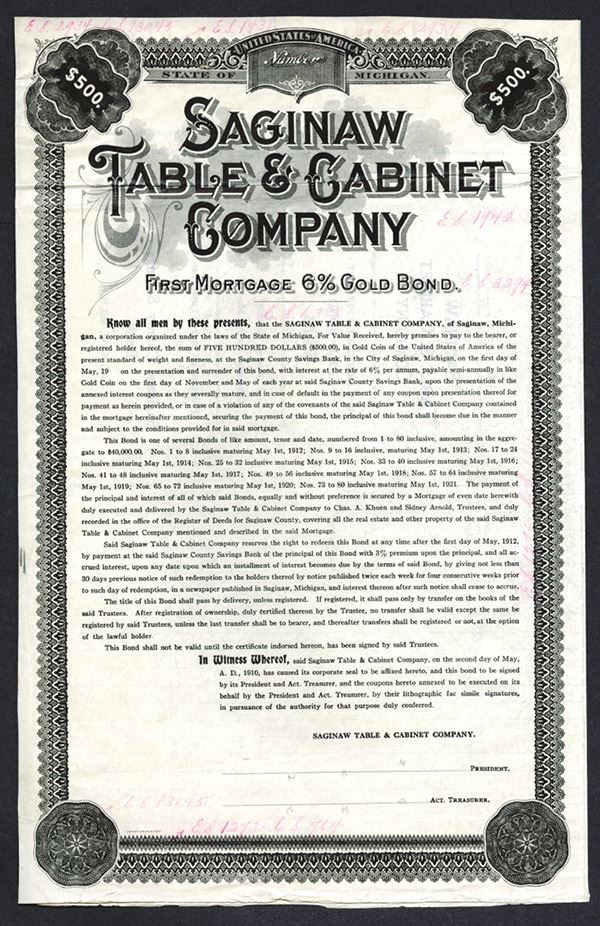 E.S. 1434
E.S. 3434
UNITED STATES OF AMERICA.
Number
STATE OF MICHIGAN.
$500.
$500.
SAGINAW
TABLE & CABINET
COMPANY
E.S. 1942
FIRST MORTGAGE 6% GOLD BOND.
E.S. 3294
Know all men by these presents, that the SAGINAW TABLE & CABINET COMPANY, of Saginaw, Michi-
gan, a corporation organized under the laws of the State of Michigan, For Value Received, hereby promises to pay the bearer, or
registered holder hereof, the sum of FIVE HUNDRED DOLLARS ($500.00), in Gold Coin of the United States of America of the
present standard of weight and fineness, at the Saginaw County Savings Bank, in the City of Saginaw, Michigan, on the first day of
May, 19 on the presentation and surrender of this bond, with interest at the rate of 6% per annum, payable semi-annually in like
Gold Coin on the first day of November and May of each year at said Saginaw County Savings Bank, upon the presentation of the
annexed interest coupons as they severally mature, and in case of default in the payment of any coupon upon presentation thereof for
payment as herein provided, or in case of a violation of any of the covenants of the said Saginaw Table & Cabinet Company contained
in the mortgage hereinafter mentioned, securing the payment of this bond, the principal of this bond shall become due in the manner
and subject to the conditions provided for in said mortgage.
This Bond is one of several Bonds of like amount, tenor and date, numbered from 1 to 80 inclusive, amounting in the aggre-
gate to $40,000.00. Nos. 1 to 8 inclusive maturing May 1st, 1912; Nos. 9 to 16 inclusive, maturing May 1st, 1913; Nos. 17 to 24
inclusive maturing May 1st, 1914; Nos. 25 to 32 inclusive maturing May 1st, 1915; Nos. 33 to 40 inclusive maturing May 1st, 1916;
Nos. 41 to 48 inclusive maturing May 1st, 1917; Nos. 49 to 56 inclusive maturing May 1st, 1918; Nos. 57 to 64 inclusive maturing
May 1st, 1919; Nos. 65 to 72 inclusive maturing May 1st, 1920; Nos. 73 to 80 inclusive maturing May 1st, 1921. The payment of
the principal and interest of all of which said Bonds, equally and without preference is secured by a Mortgage of even date herewith
duly executed and delivered by the Saginaw Table & Cabinet Company to Chas. A. Khuen and Sidney Arnold, Trustees, and duly
recorded in the office of the Register of Deeds for Saginaw County, covering all the real estate and other property of the said Saginaw
Table & Cabinet Company mentioned and described in the said Mortgage.
Said Saginaw Table & Cabinet Company reserves the right to redeem this Bond at any time after the first day of May, 1912,
by payment at the said Saginaw County Savings Bank of the principal of this Bond with 3% premium upon the principal, and all ac-
crued interest, upon any date upon which an installment of interest becomes due by the terms of said Bond, by giving not less than
30 days previous notice of such redemption to the holders thereof by notice published twice each week for four consecutive weeks prior
to such day of redemption, in a newspaper published in Saginaw, Michigan, and interest thereon after such notice shall cease to accrue.
The title of this Bond shall pass by delivery, unless registered. If registered, it shall pass only by transfer on the books of the
said Trustees. After registration of ownership, duly certified thereon by the Trustee, no transfer shall be valid except the same be
registered by said Trustees, unless the last transfer shall be to bearer, and thereafter transfers shall be registered or not, at the option
of the lawful holder.
This Bond shall not be valid until the certificate indorsed hereon, has been signed by said Trustees.
In Witness Whereof, said Saginaw Table & Cabinet Company, on the second day of May,
A. D., 1910, has caused its corporate seal to be affixed hereto, and this bond to be signed
by its President and Act. Treasurer, and the coupons hereto annexed to be executed on its
behalf by the President and Act. Treasurer, by their lithographic fac simile signatures,
in pursuance of the authority for that purpose duly conferred.
SAGINAW TABLE & CABINET COMPANY.
PRESIDENT.
ACT. TREASURER.